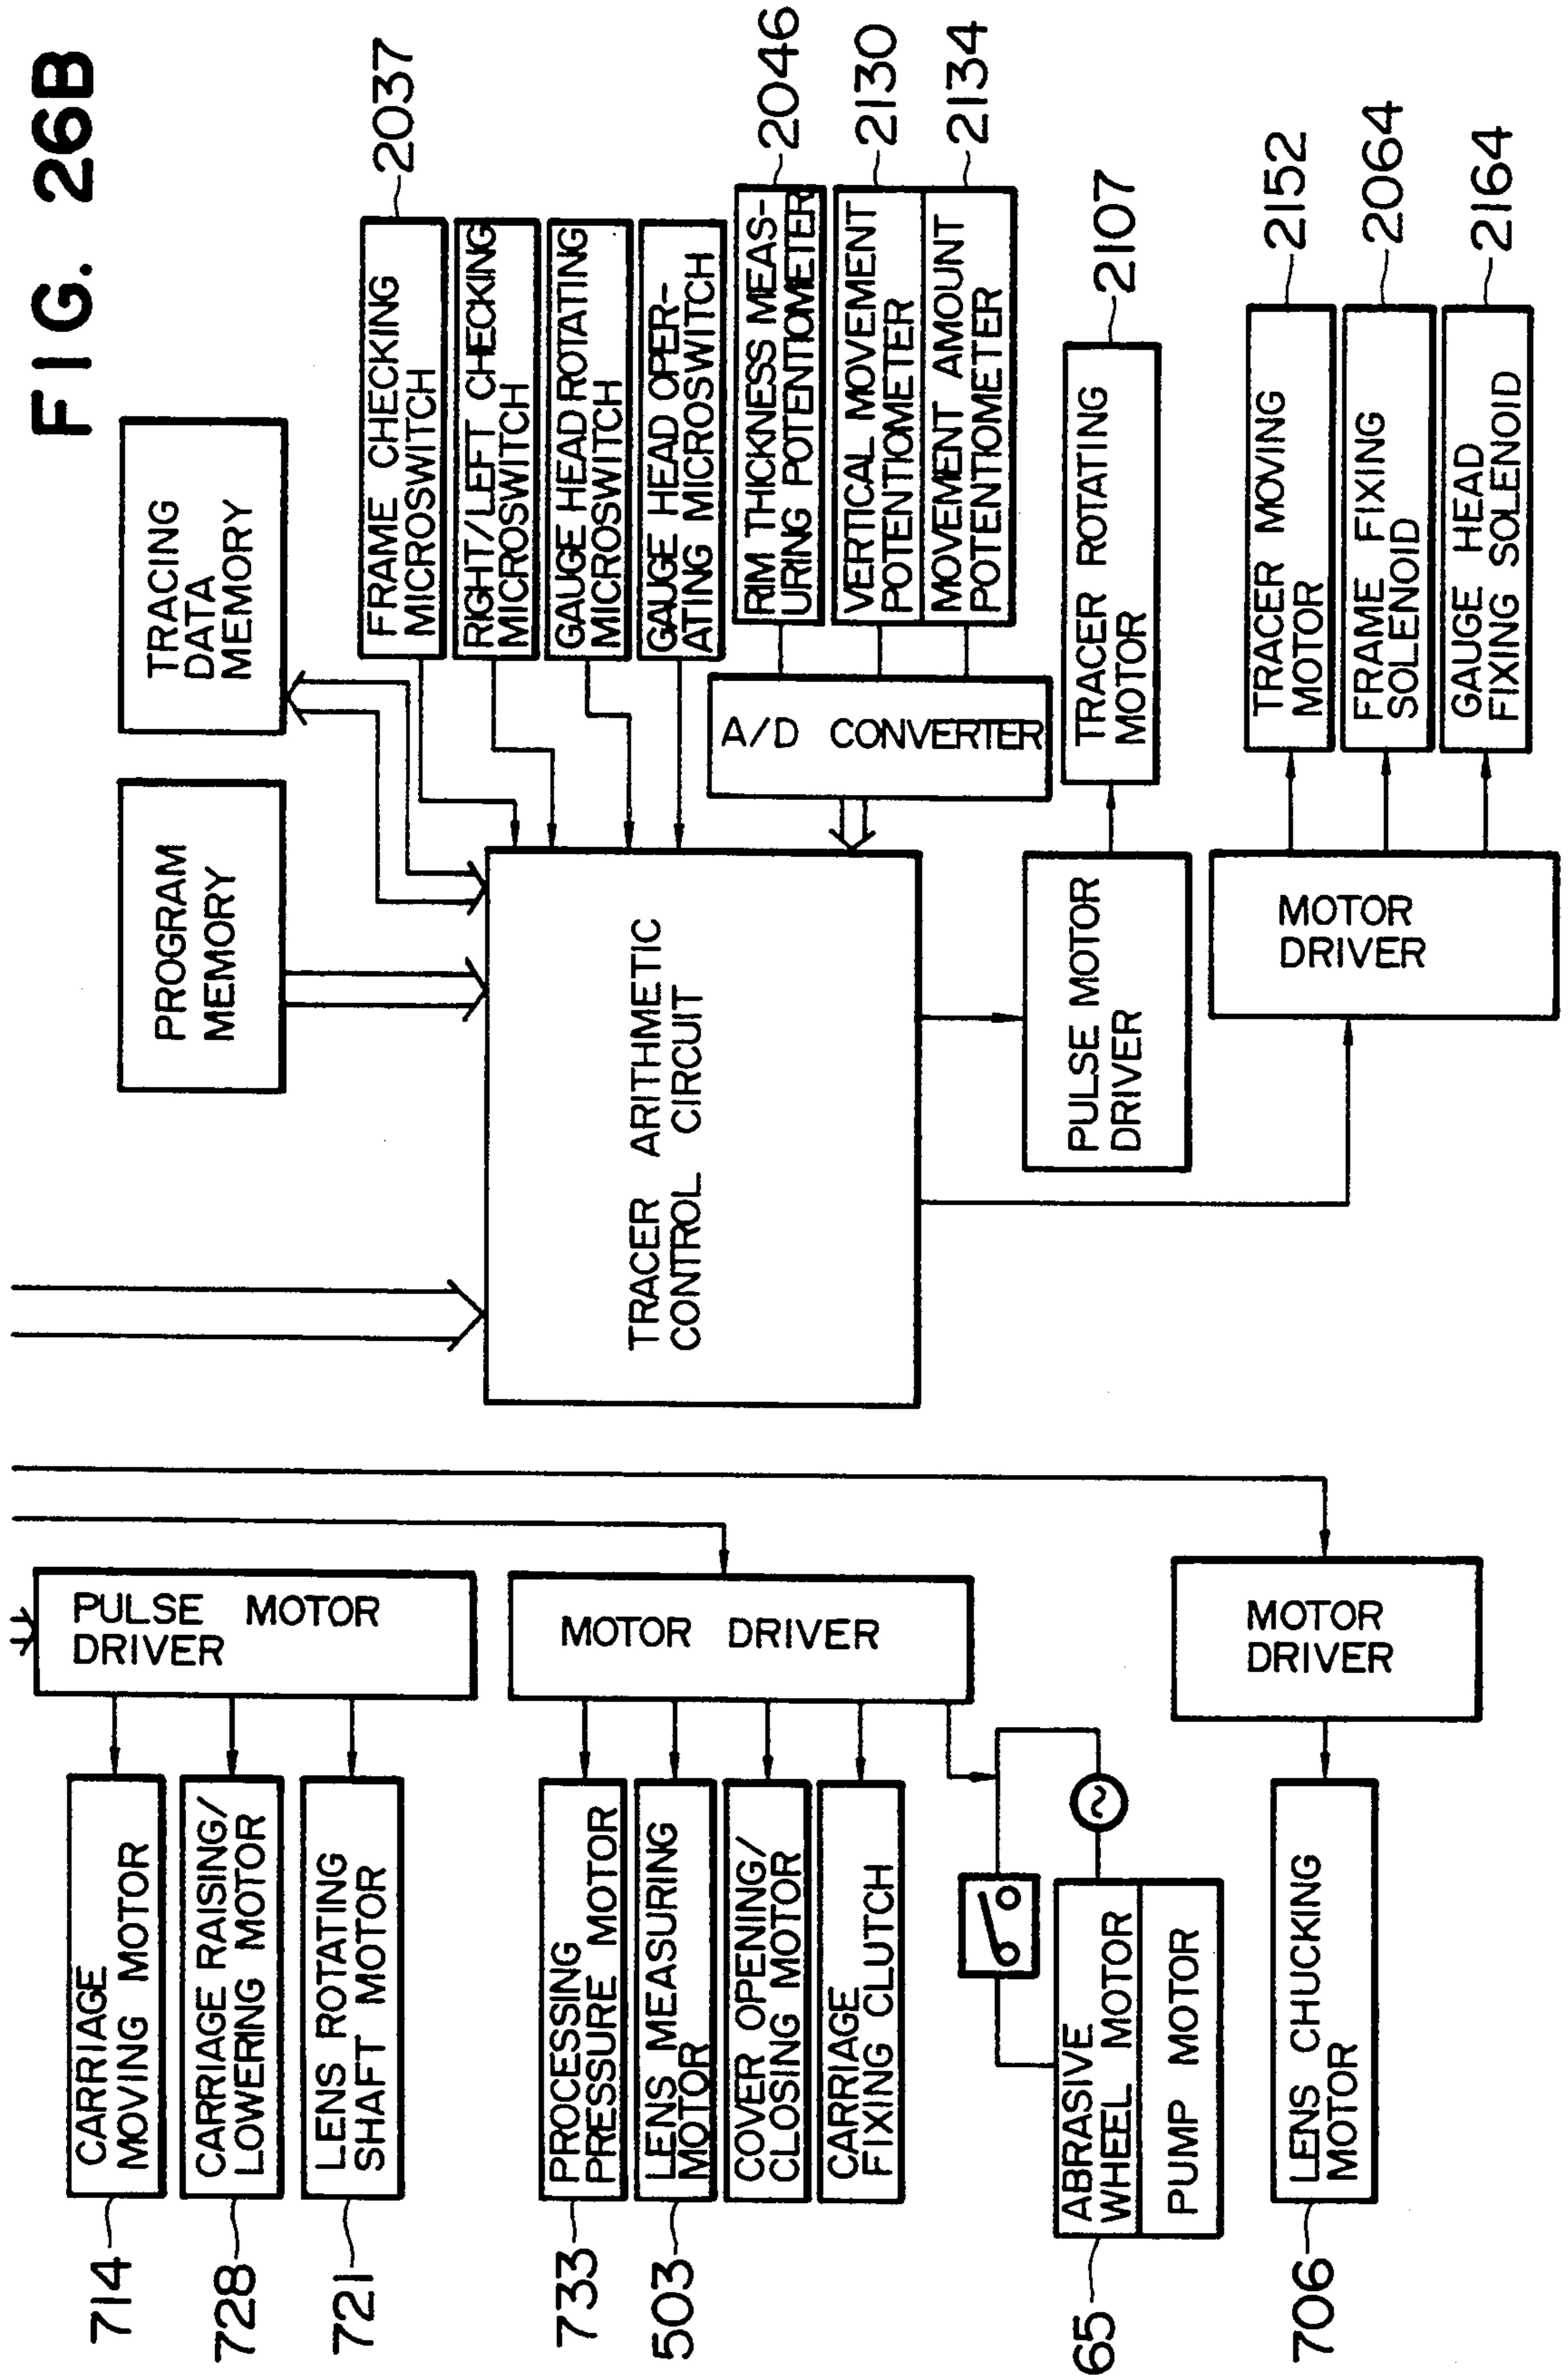 FIG. 26B
TRACING
DATA
MEMORY
PROGRAM
MEMORY
FRAME CHECKING
MICROSWITCH
2037
RIGHT/LEFT CHECKING
MICROSWITCH
GAUGE HEAD ROTATING
MICROSWITCH
GAUGE HEAD OPER-
ATING MICROSWITCH
RIM THICKNESS MEAS-
URING POTENTIOMETER
2046
VERTICAL MOVEMENT
POTENTIOMETER
2130
MOVEMENT AMOUNT
POTENTIOMETER
2134
A/D CONVERTER
TRACER ARITHMETIC
CONTROL CIRCUIT
TRACER ROTATING
MOTOR
2107
PULSE MOTOR
DRIVER
TRACER MOVING
MOTOR
2152
FRAME FIXING
SOLENOID
2064
GAUGE HEAD
FIXING SOLENOID
2164
MOTOR
DRIVER
PULSE MOTOR
DRIVER
714
CARRIAGE
MOVING MOTOR
728
CARRIAGE RAISING/
LOWERING MOTOR
721
LENS ROTATING
SHAFT MOTOR
MOTOR DRIVER
733
PROCESSING
PRESSURE MOTOR
503
LENS MEASURING
MOTOR
COVER OPENING/
CLOSING MOTOR
CARRIAGE
FIXING CLUTCH
65
ABRASIVE
WHEEL MOTOR
PUMP MOTOR
MOTOR
DRIVER
706
LENS CHUCKING
MOTOR